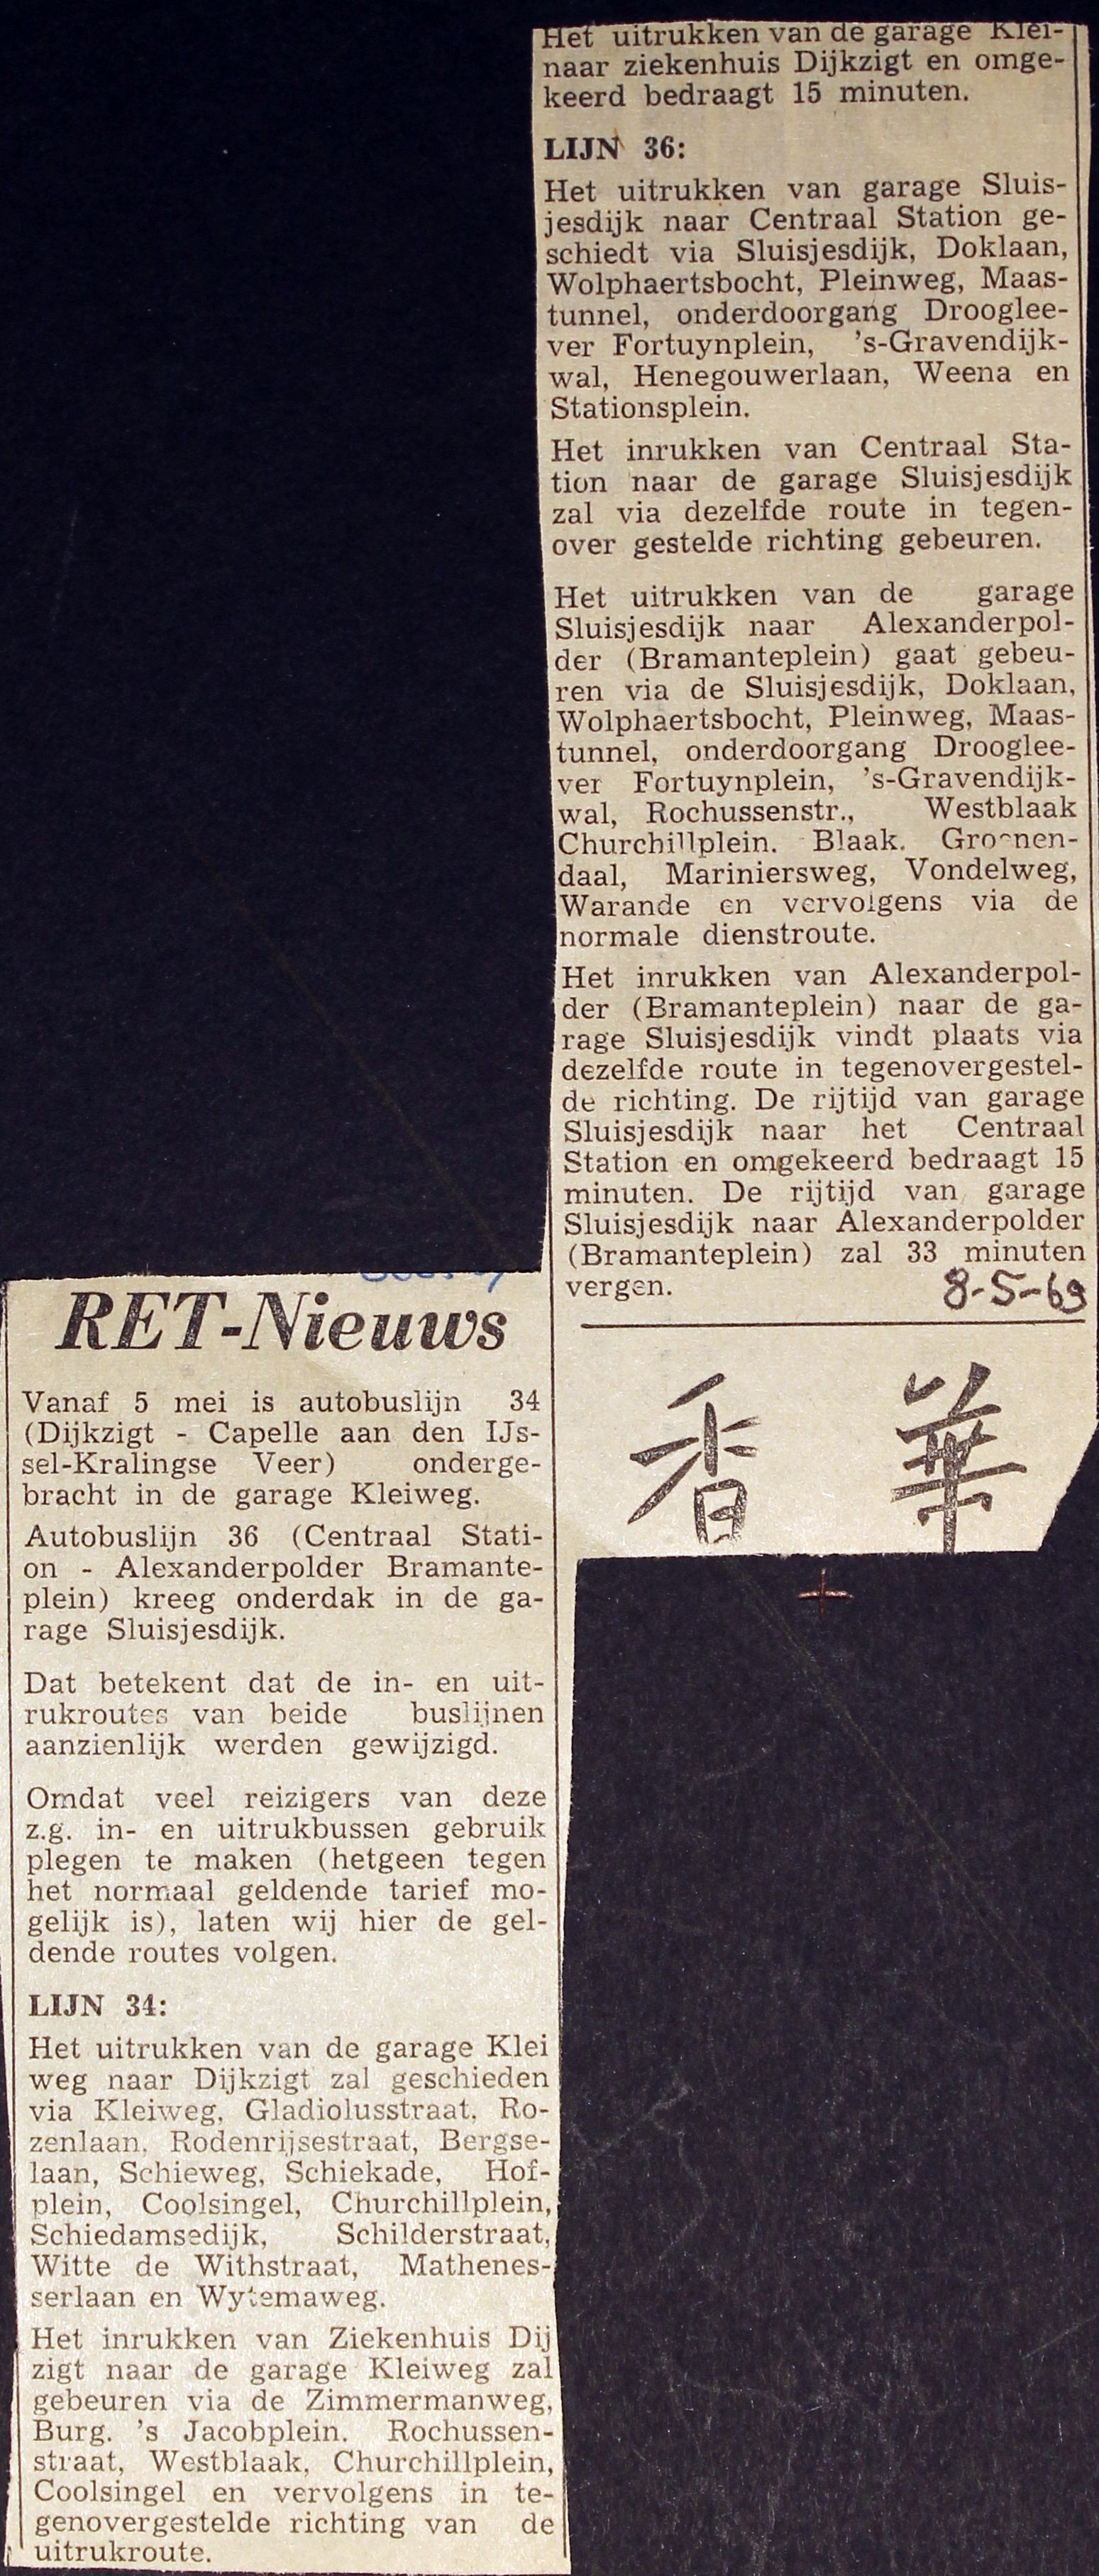 RET-Nieuws
Vanaf 5 mei is autobuslijn 34
(Dijkzigt - Capelle aan den IJs-
sel-Kralingse Veer) onderge-
bracht in de garage Kleiweg.
Autobuslijn 36 (Centraal Stati-
on - Alexanderpolder Bramante-
plein) kreeg onderdak in de ga-
rage Sluisjesdijk.
Dat betekent dat de in- en uit-
rukroutes van beide buslijnen
aanzienlijk werden gewijzigd.
Omdat veel reizigers van deze
z.g. in- en uitrukbussen gebruik
plegen te maken (hetgeen tegen
het normaal geldende tarief mo-
gelijk is), laten wij hier de gel-
dende routes volgen.
LIJN 34:
Het uitrukken van de garage Klei
weg naar Dijkzigt zal geschieden
via Kleiweg, Gladiolusstraat, Ro-
zenlaan, Rodenrijsestraat, Bergse-
laan, Schieweg, Schiekade, Hof-
plein, Coolsingel, Churchillplein,
Schiedamsedijk, Schilderstraat,
Witte de Withstraat, Mathenes-
serlaan en Wytemaweg.
Het inrukken van Ziekenhuis Dij
zigt naar de garage Kleiweg zal
gebeuren via de Zimmermanweg,
Burg. 's Jacobplein. Rochussen-
straat, Westblaak, Churchillplein,
Coolsingel en vervolgens in te-
genovergestelde richting van de
uitrukroute.
Het uitrukken van de garage Klei-
naar ziekenhuis Dijkzigt en omge-
keerd bedraagt 15 minuten.
LIJN 36:
Het uitrukken van garage Sluis-
jesdijk naar Centraal Station ge-
schiedt via Sluisjesdijk, Doklaan,
Wolphaertsbocht, Pleinweg, Maas-
tunnel, onderdoorgang Drooglee-
ver Fortuynplein, 's-Gravendijk-
wal, Henegouwerlaan, Weena en
Stationsplein.
Het inrukken van Centraal Sta-
tion naar de garage Sluisjesdijk
zal via dezelfde route in tegen-
over gestelde richting gebeuren.
Het uitrukken van de garage
Sluisjesdijk naar Alexanderpol-
der (Bramanteplein) gaat gebeu-
ren via de Sluisjesdijk, Doklaan,
Wolphaertsbocht, Pleinweg, Maas-
tunnel, onderdoorgang Drooglee-
ver Fortuynplein, 's-Gravendijk-
wal, Rochussenstr., Westblaak
Churchillplein. Blaak. Groenen-
daal, Mariniersweg, Vondelweg,
Warande en vervolgens via de
normale dienstroute.
Het inrukken van Alexanderpol-
der (Bramanteplein) naar de ga-
rage Sluisjesdijk vindt plaats via
dezelfde route in tegenovergestel-
de richting. De rijtijd van garage
Sluisjesdijk naar het Centraal
Station en omgekeerd bedraagt 15
minuten. De rijtijd van garage
Sluisjesdijk naar Alexanderpolder
(Bramanteplein) zal 33 minuten
vergen.
8-5-69
香 華